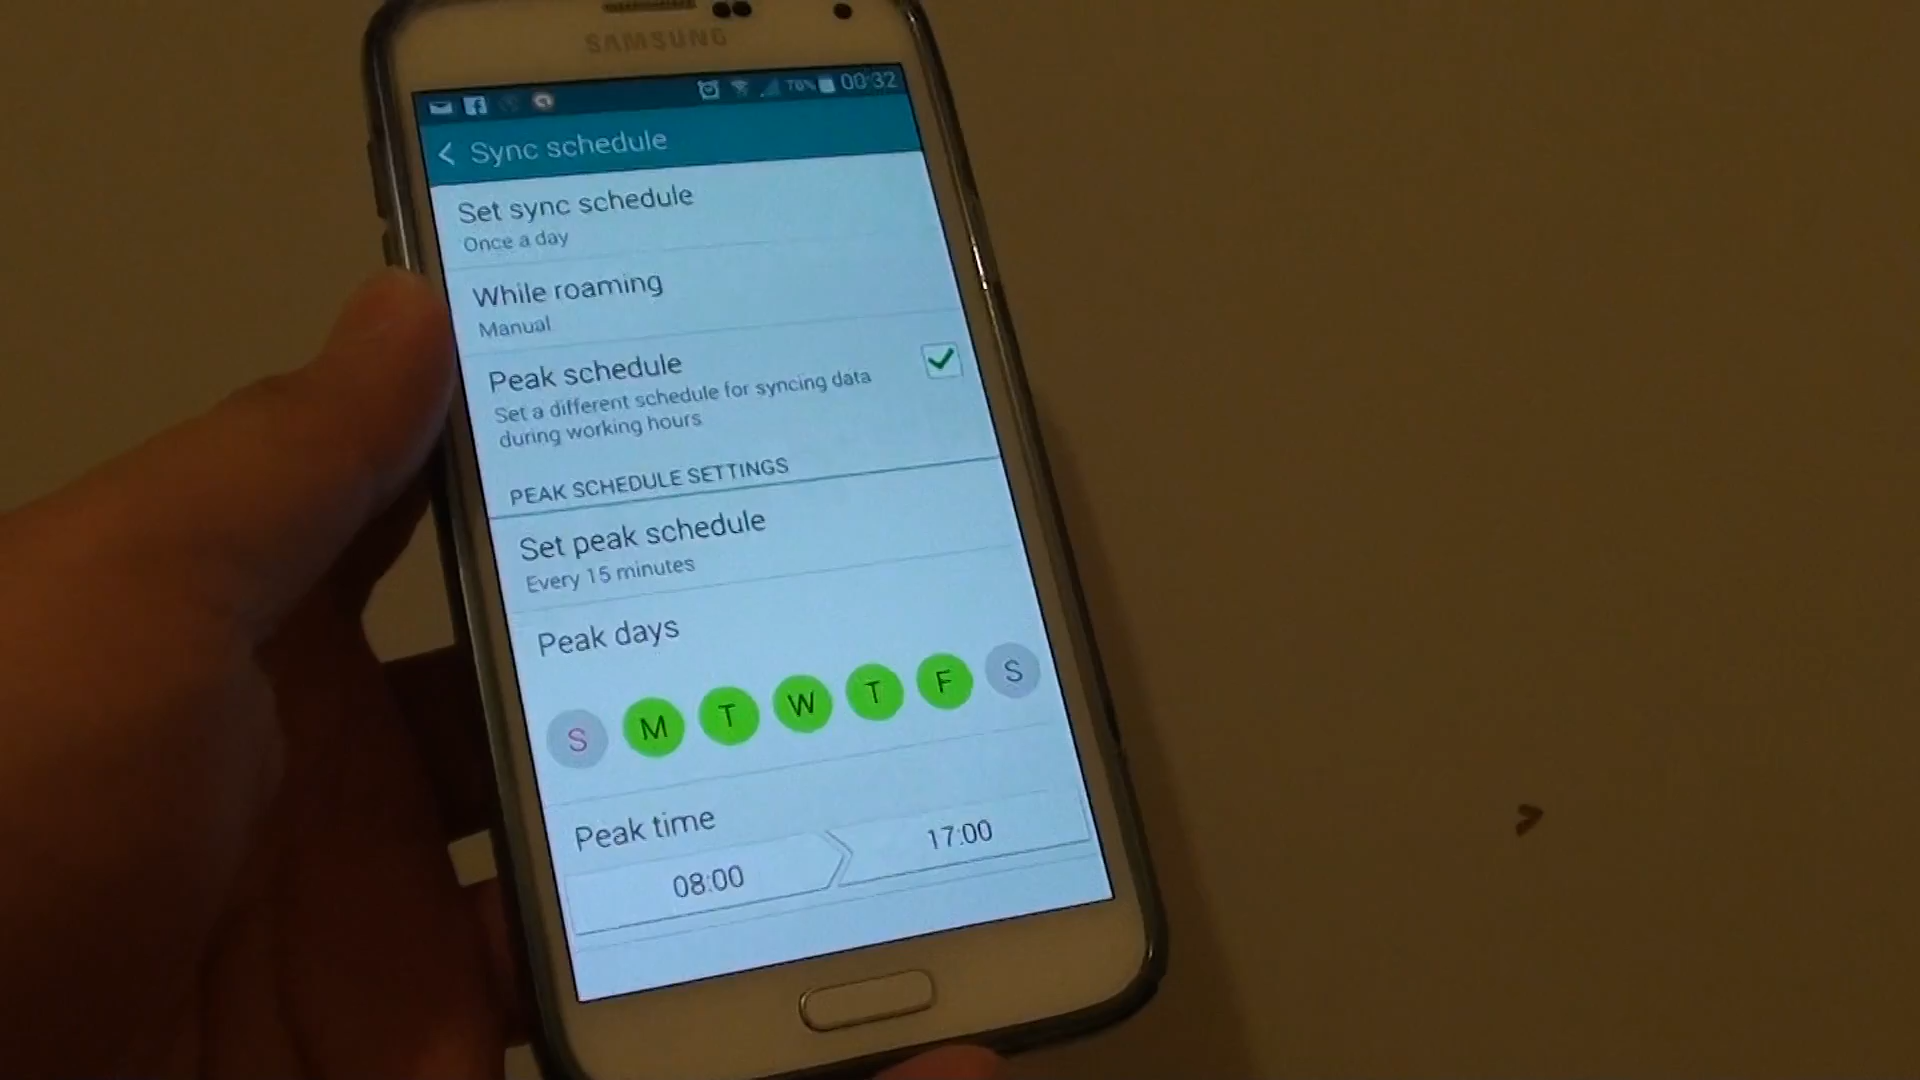 SAMSUNG
76% 00:32
Sync schedule
Set sync schedule
Once a day
While roaming
Manual
Peak schedule
Set a different schedule for syncing data
during working hours
PEAK SCHEDULE SETTINGS
Set peak schedule
Every 15 minutes
Peak days
S M T W T F S
Peak time
08:00 17:00